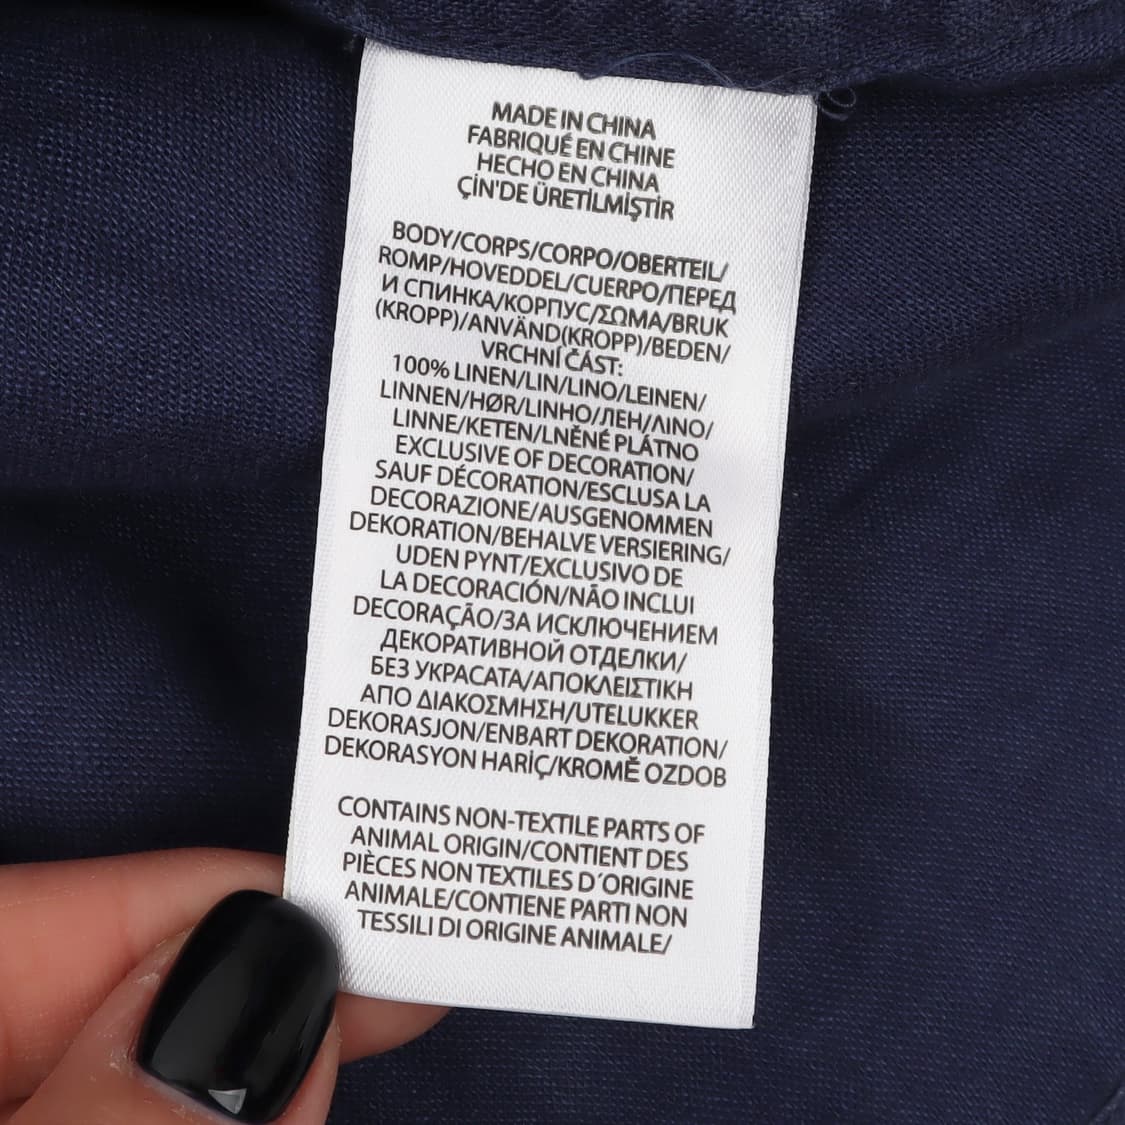 MADE IN CHINA
FABRIQUÉ EN CHINE
HECHO EN CHINA
ÇİN'DE ÜRETİLMİŞTİR
BODY/CORPS/CORPO/OBERTEIL/
ROMP/HOVEDDEL/CUERPO/ПЕРЕД
И СПИНКА/КОРПУС/ΣΩΜΑ/BRUK
(KROPP)/ANVÄND(KROPP)/BEDEN/
VRCHNÍ ČÁST:
100% LINEN/LIN/LINO/LEINEN/
LINNEN/HØR/LINHO/ЛЕН/ΛΙΝΟ/
LINNE/KETEN/LNĚNÉ PLÁTNO
EXCLUSIVE OF DECORATION/
SAUF DÉCORATION/ESCLUSA LA
DECORAZIONE/AUSGENOMMEN
DEKORATION/BEHALVE VERSIERING/
UDEN PYNT/EXCLUSIVO DE
LA DECORACIÓN/NÃO INCLUI
DECORAÇÃO/ЗА ИСКЛЮЧЕНИЕМ
ДЕКОРАТИВНОЙ ОТДЕЛКИ/
БЕЗ УКРАСАТА/ΑΠΟΚΛΕΙΣΤΙΚΗ
ΑΠΟ ΔΙΑΚΟΣΜΗΣΗ/UTELUKKER
DEKORASJON/ENBART DEKORATION/
DEKORASYON HARİÇ/KROMĚ OZDOB
CONTAINS NON-TEXTILE PARTS OF
ANIMAL ORIGIN/CONTIENT DES
PIÈCES NON TEXTILES D´ORIGINE
ANIMALE/CONTIENE PARTI NON
TESSILI DI ORIGINE ANIMALE/